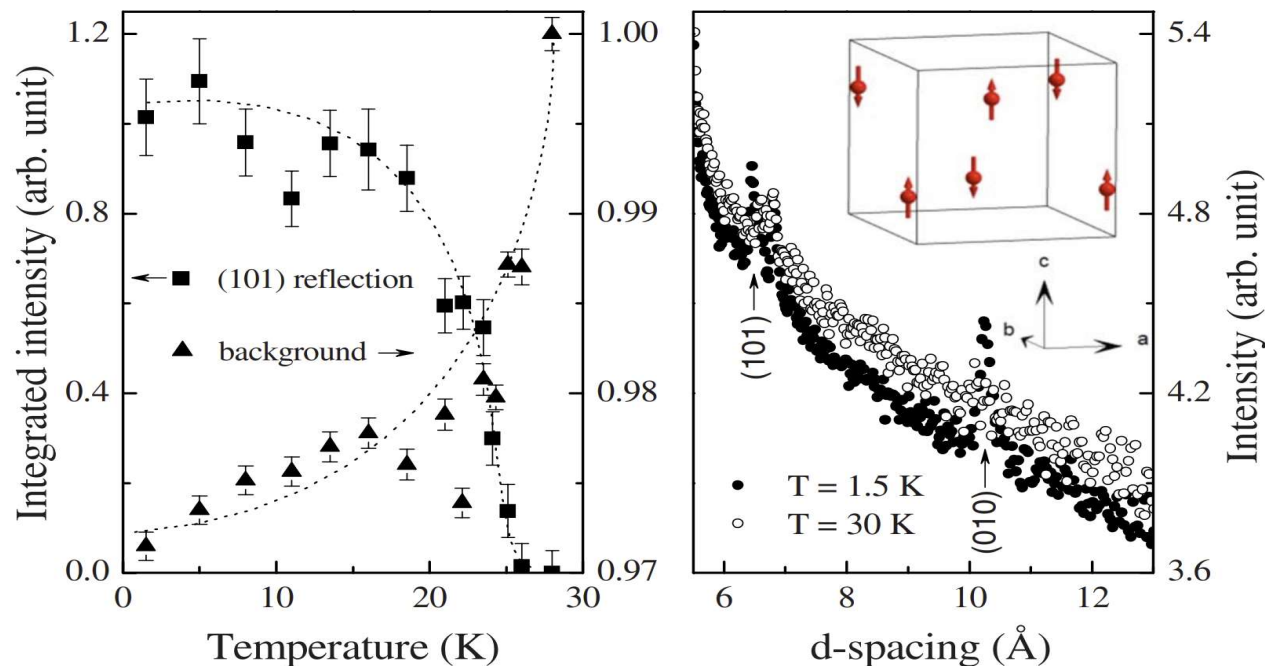 Integrated intensity (arb. unit)
1.2
0.8
0.4
0.0
(101) reflection
background
1.00
0.99
0.98
0.97
0
10
20
30
Temperature (K)
(101)
(010)
T = 1.5 K
T = 30 K
c
b
a
5.4
4.8
4.2
3.6
6
8
10
12
d-spacing (Å)
Intensity (arb. unit)